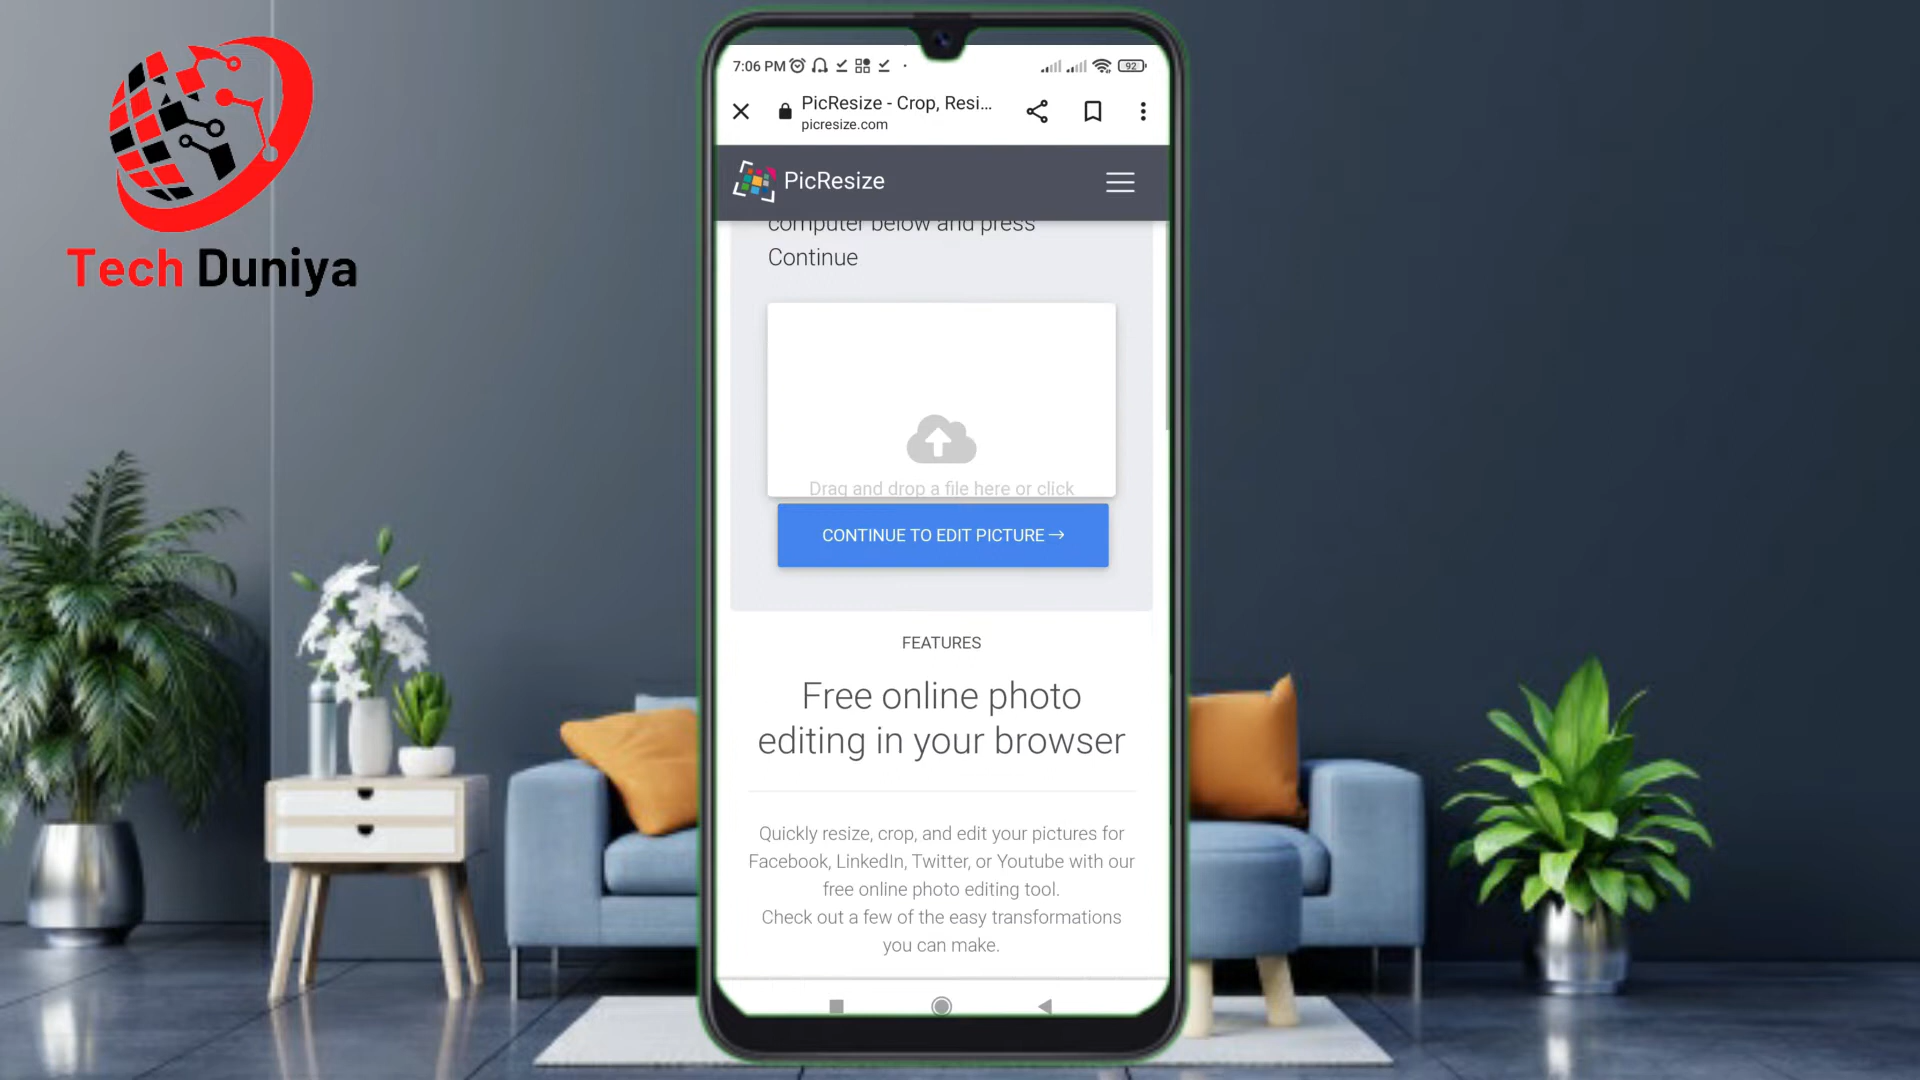 Tech Duniya
7:06 PM
92
PicResize - Crop, Resi...
picresize.com
PicResize
computer below and press
Continue
Drag and drop a file here or click
CONTINUE TO EDIT PICTURE →
FEATURES
Free online photo
editing in your browser
Quickly resize, crop, and edit your pictures for
Facebook, LinkedIn, Twitter, or Youtube with our
free online photo editing tool.
Check out a few of the easy transformations
you can make.